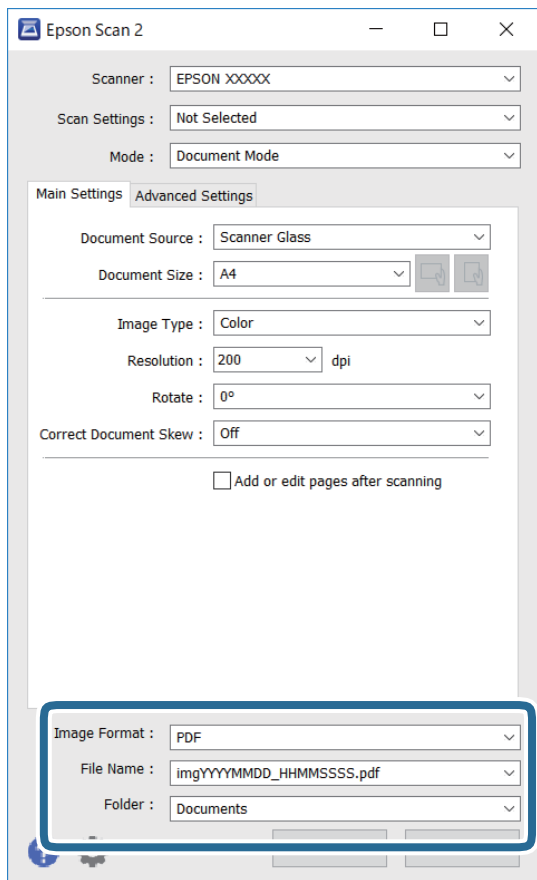 Epson Scan 2
Scanner : EPSON XXXXX
Scan Settings : Not Selected
Mode : Document Mode
Main Settings Advanced Settings
Document Source : Scanner Glass
Document Size : A4
Image Type : Color
Resolution : 200 dpi
Rotate : 0°
Correct Document Skew : Off
Add or edit pages after scanning
Image Format : PDF
File Name : imgYYYYMMDD_HHMMSSSS.pdf
Folder : Documents